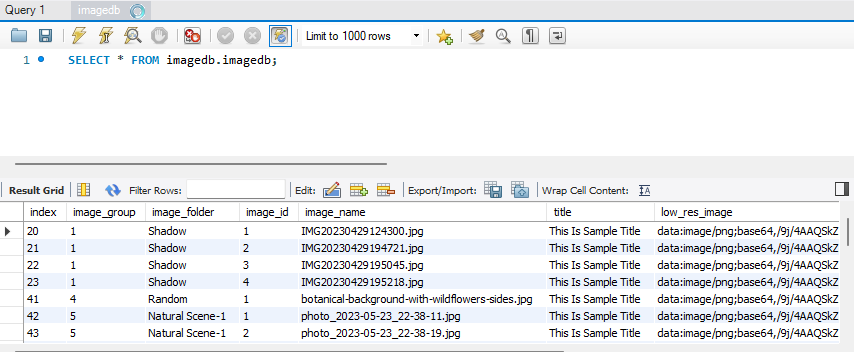 Query 1 imagedb
Limit to 1000 rows
1 SELECT * FROM imagedb.imagedb;
Result Grid Filter Rows: Edit: Export/Import: Wrap Cell Content:
index image_group image_folder image_id image_name title low_res_image
20 1 Shadow 1 IMG20230429124300.jpg This Is Sample Title data:image/png;base64,/9j/4AAQSkZ
21 1 Shadow 2 IMG20230429194721.jpg This Is Sample Title data:image/png;base64,/9j/4AAQSkZ
22 1 Shadow 3 IMG20230429195045.jpg This Is Sample Title data:image/png;base64,/9j/4AAQSkZ
23 1 Shadow 4 IMG20230429195218.jpg This Is Sample Title data:image/png;base64,/9j/4AAQSkZ
41 4 Random 1 botanical-background-with-wildflowers-sides.jpg This Is Sample Title data:image/png;base64,/9j/4AAQSkZ
42 5 Natural Scene-1 1 photo_2023-05-23_22-38-11.jpg This Is Sample Title data:image/png;base64,/9j/4AAQSkZ
43 5 Natural Scene-1 2 photo_2023-05-23_22-38-19.jpg This Is Sample Title data:image/png;base64,/9j/4AAQSkZ